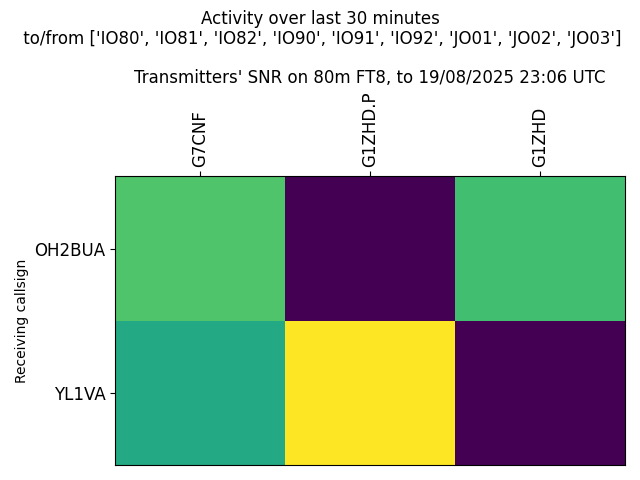 Activity over last 30 minutes
to/from ['IO80', 'IO81', 'IO82', 'IO90', 'IO91', 'IO92', 'JO01', 'JO02', 'JO03']
Transmitters' SNR on 80m FT8, to 19/08/2025 23:06 UTC
G7CNF
G1ZHD.P
G1ZHD
Receiving callsign
OH2BUA
YL1VA